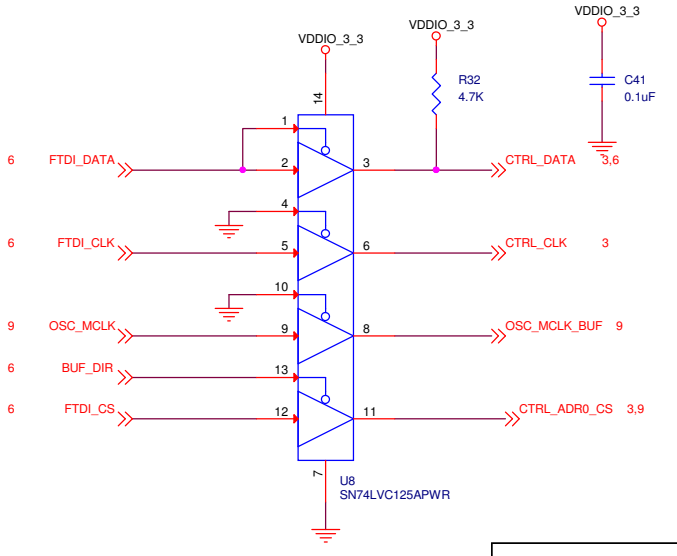 VDDIO_3_3
VDDIO_3_3
VDDIO_3_3
R32
4.7K
C41
0.1uF
14
1
6 FTDI_DATA 2 3 CTRL_DATA 3,6
4
6 FTDI_CLK 5 6 CTRL_CLK 3
10
9 OSC_MCLK 9 8 OSC_MCLK_BUF 9
6 BUF_DIR 13
6 FTDI_CS 12 11 CTRL_ADR0_CS 3,9
7
U8
SN74LVC125APWR